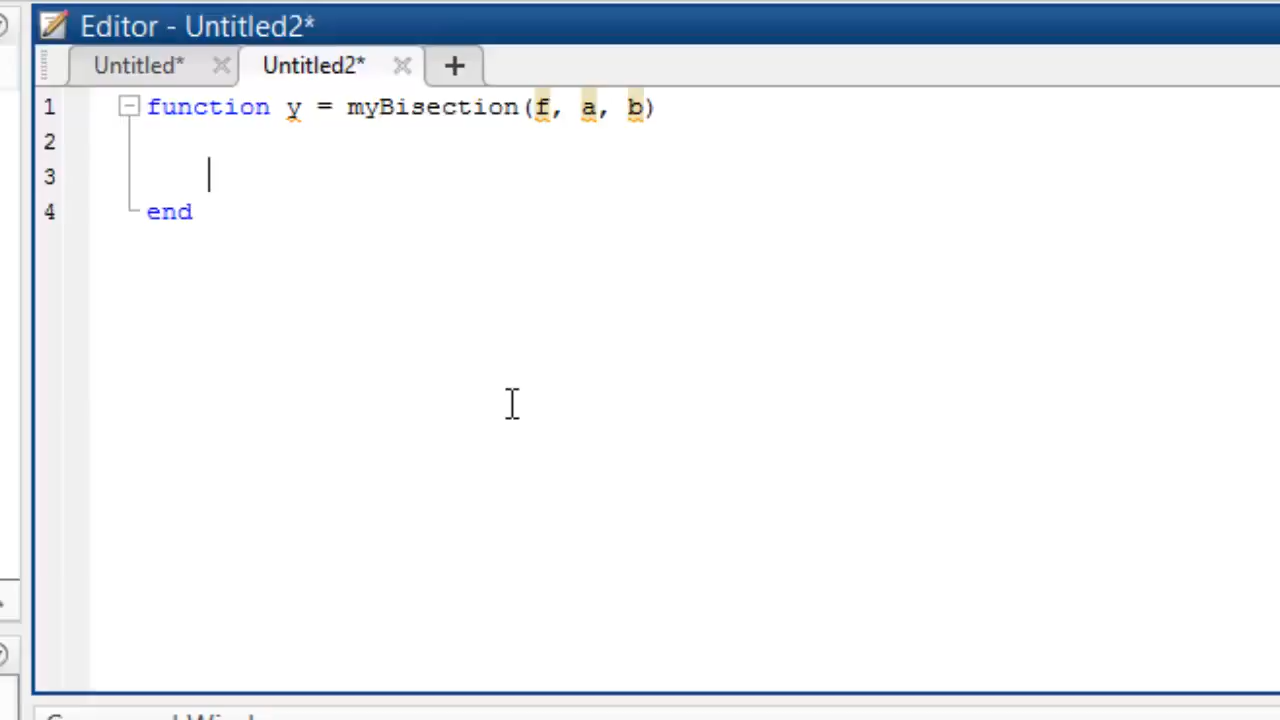 Editor - Untitled2*
Untitled* Untitled2*
1 function y = myBisection(f, a, b)
2
3
4 end